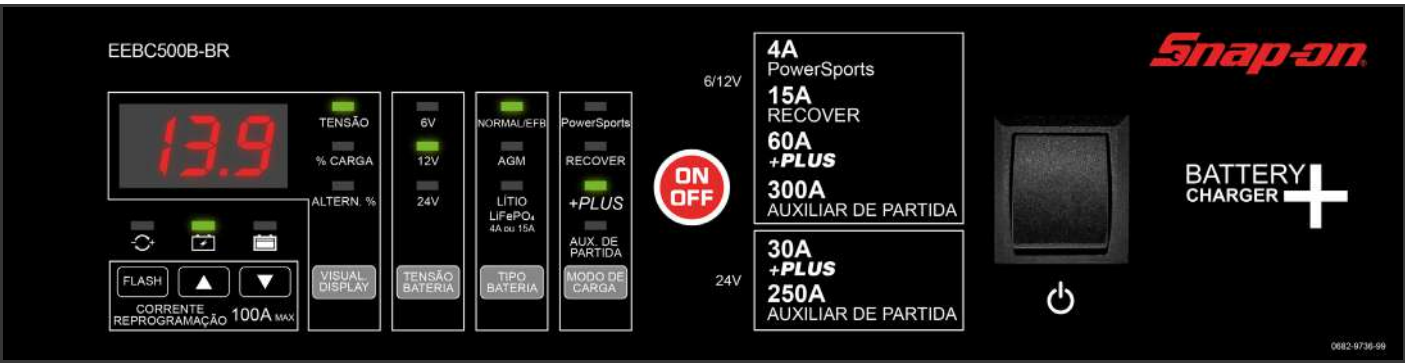 EEBC500B-BR
13.9
TENSÃO
% CARGA
ALTERN. %
FLASH
CORRENTE
REPROGRAMAÇÃO 100A MAX
VISUAL.
DISPLAY
6V
12V
24V
TENSÃO
BATERIA
NORMAL/EFB
AGM
LÍTIO
LiFePO₄
4A ou 15A
TIPO
BATERIA
PowerSports
RECOVER
+PLUS
AUX. DE
PARTIDA
MODO DE
CARGA
ON
OFF
6/12V
4A
PowerSports
15A
RECOVER
60A
+PLUS
300A
AUXILIAR DE PARTIDA
24V
30A
+PLUS
250A
AUXILIAR DE PARTIDA
Snap-on
BATTERY
CHARGER
0682-9736-99